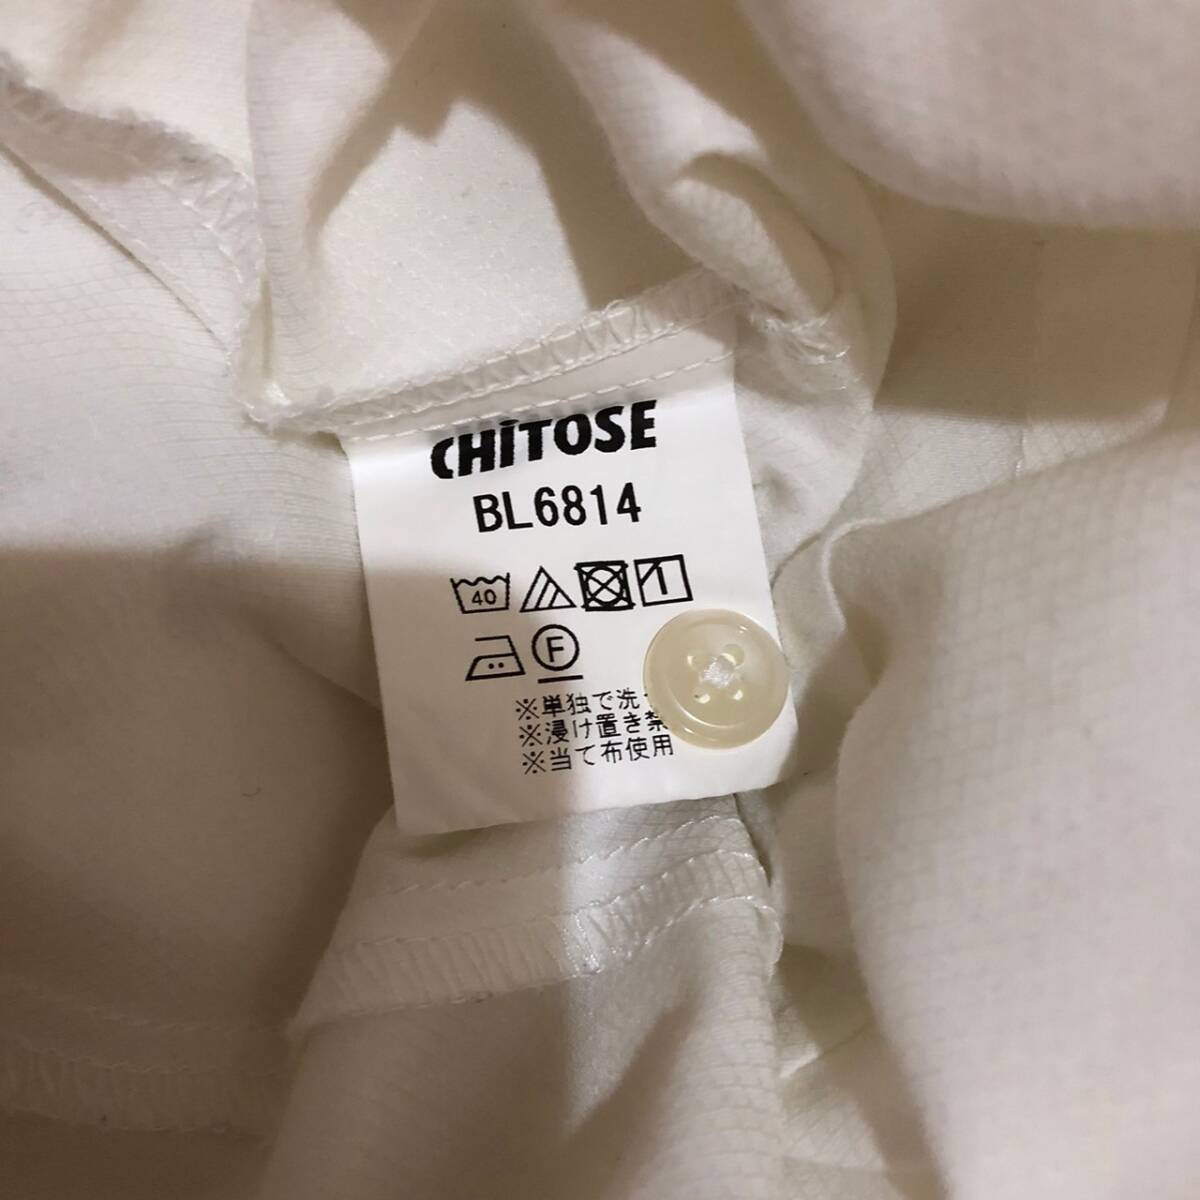 CHiTOSE
BL6814
40
F
※単独で洗
※浸け置き禁
※当て布使用